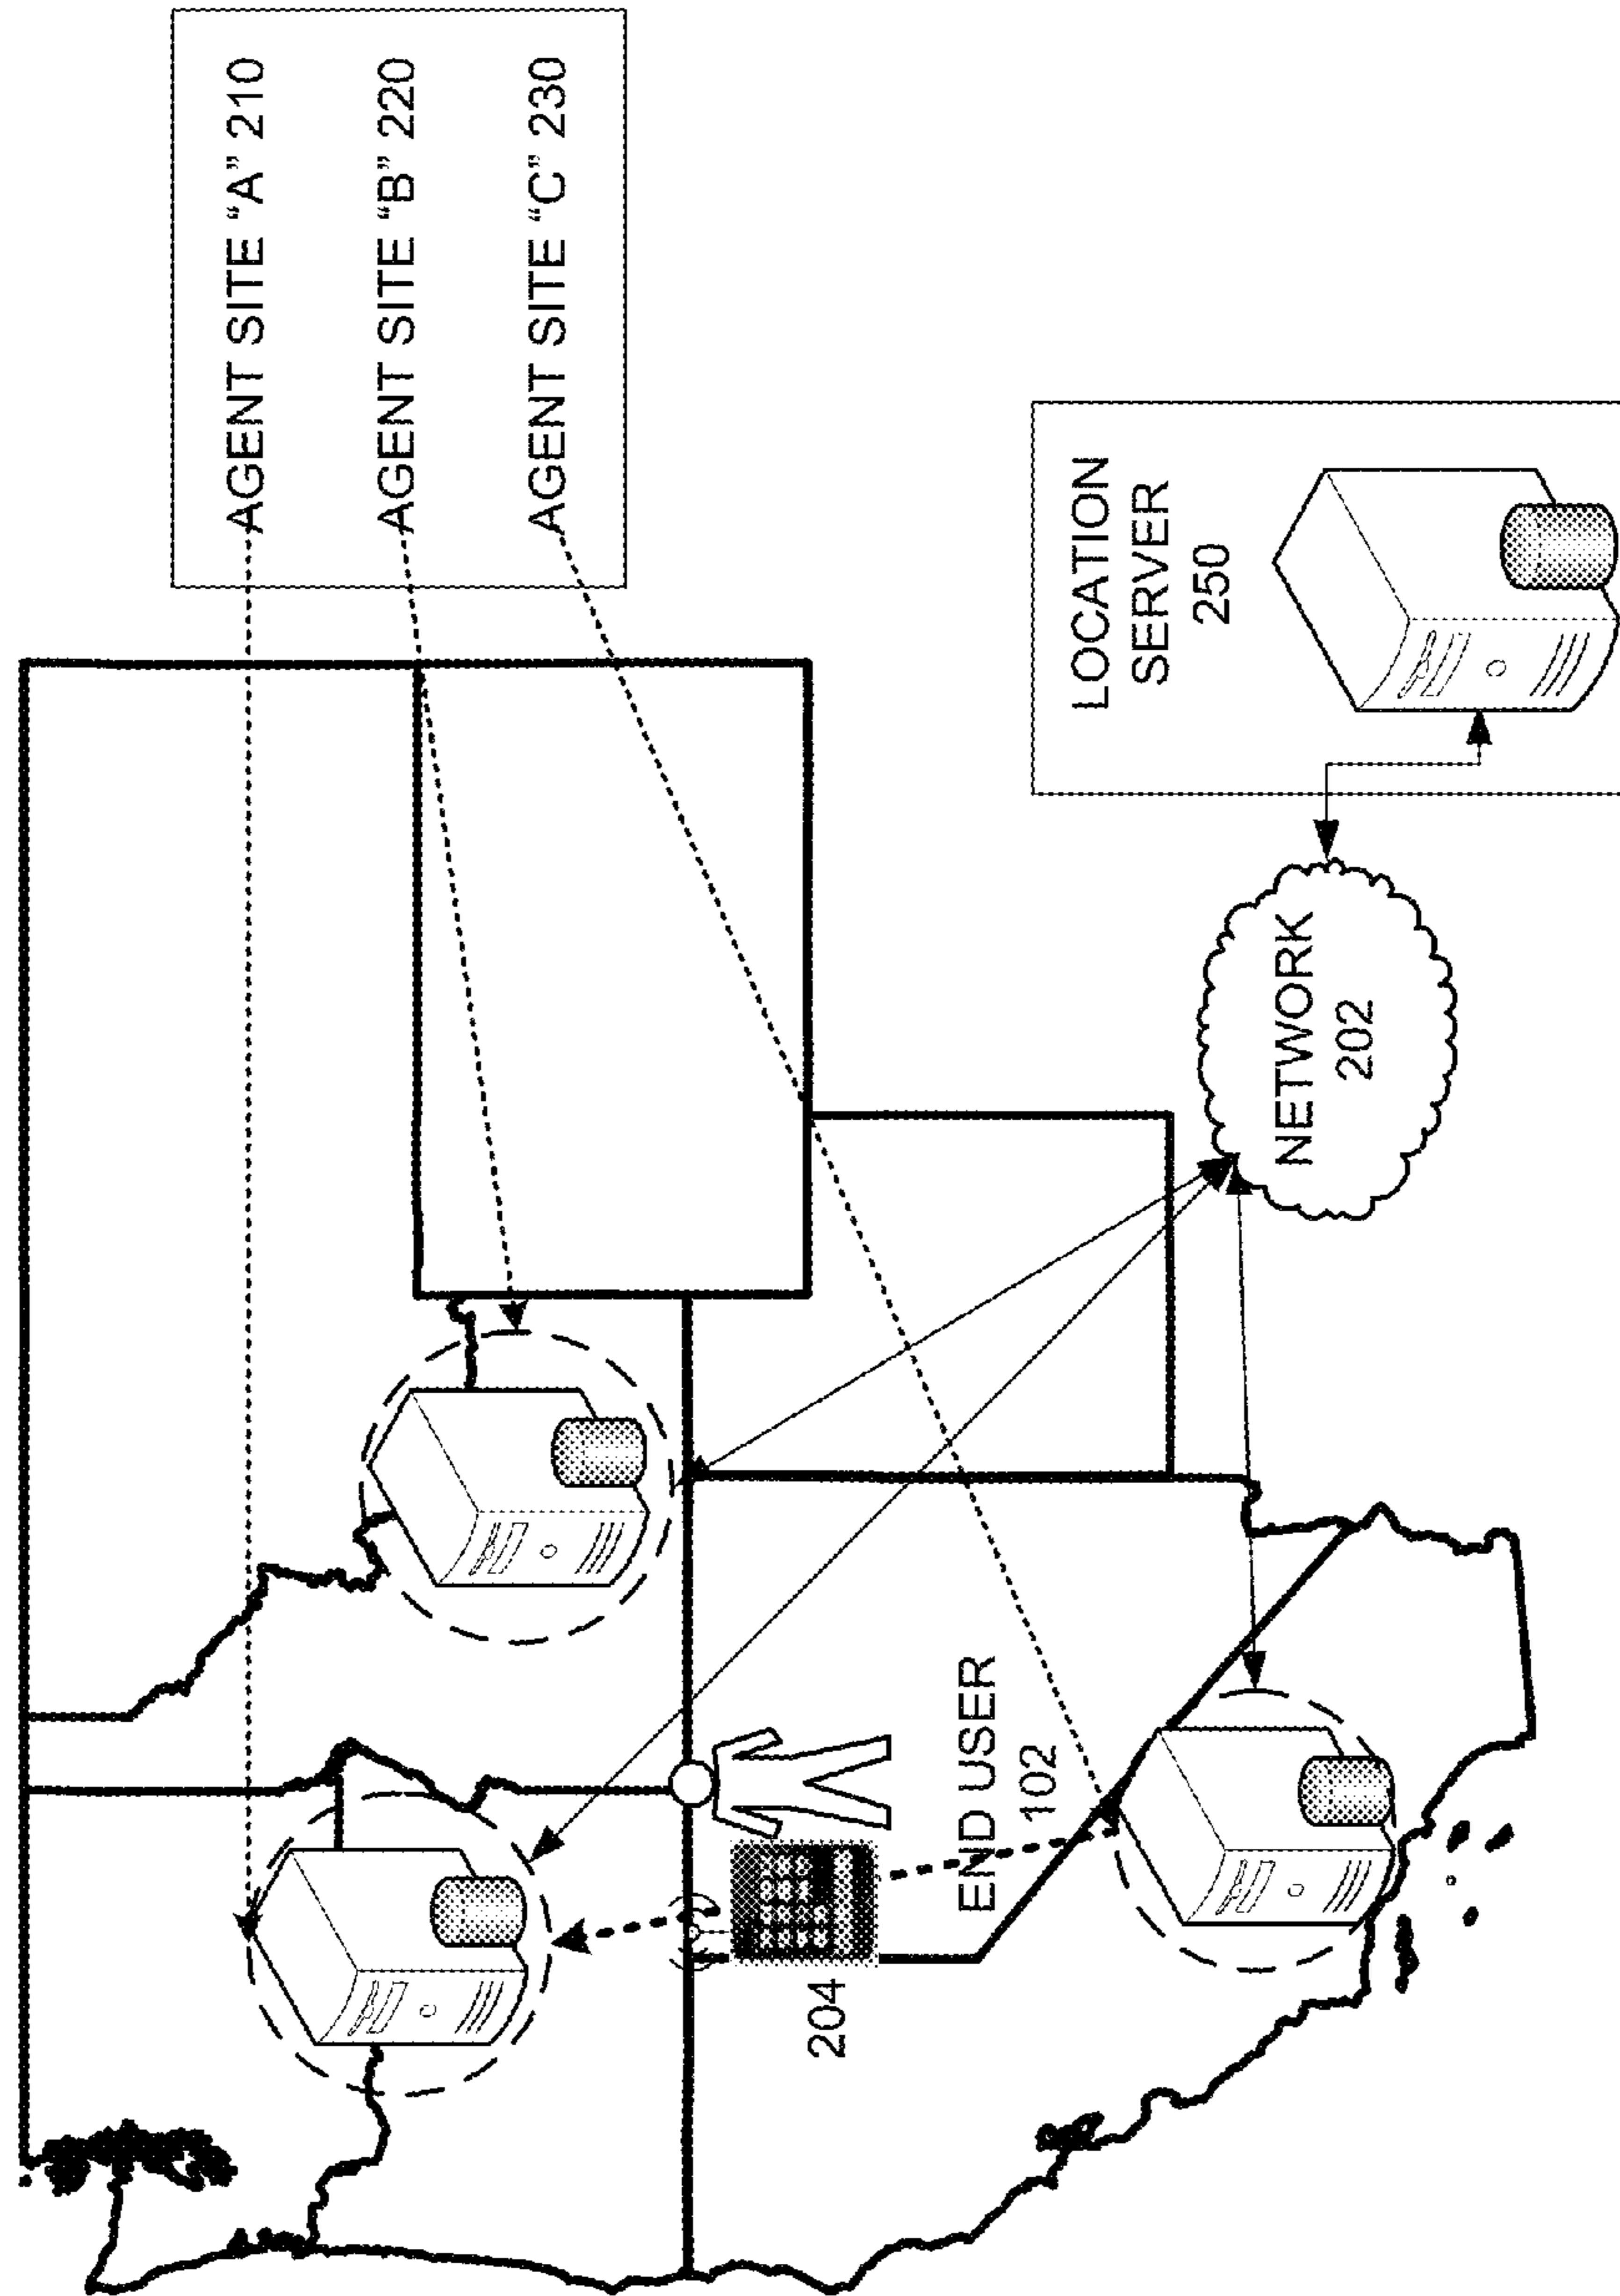 AGENT SITE “A” 210
AGENT SITE “B” 220
AGENT SITE “C” 230
204
END USER
102
NETWORK
202
LOCATION
SERVER
250